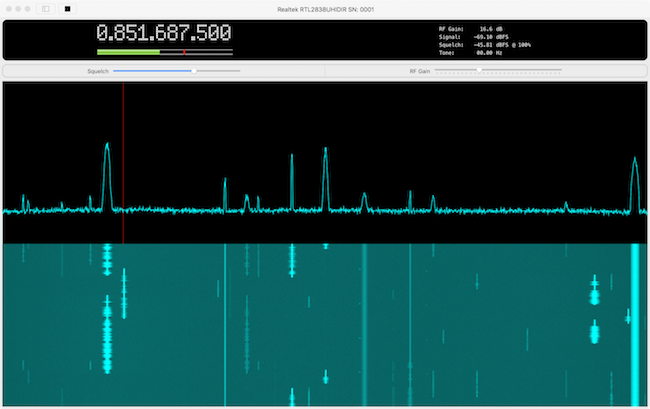 Realtek RTL2838UHIDIR SN: 0001
0.851.687.500
RF Gain: 16.6 dB
Signal: -69.10 dBFS
Squelch: -45.81 dBFS @ 100%
Tone: 00.00 Hz
Squelch
RF Gain